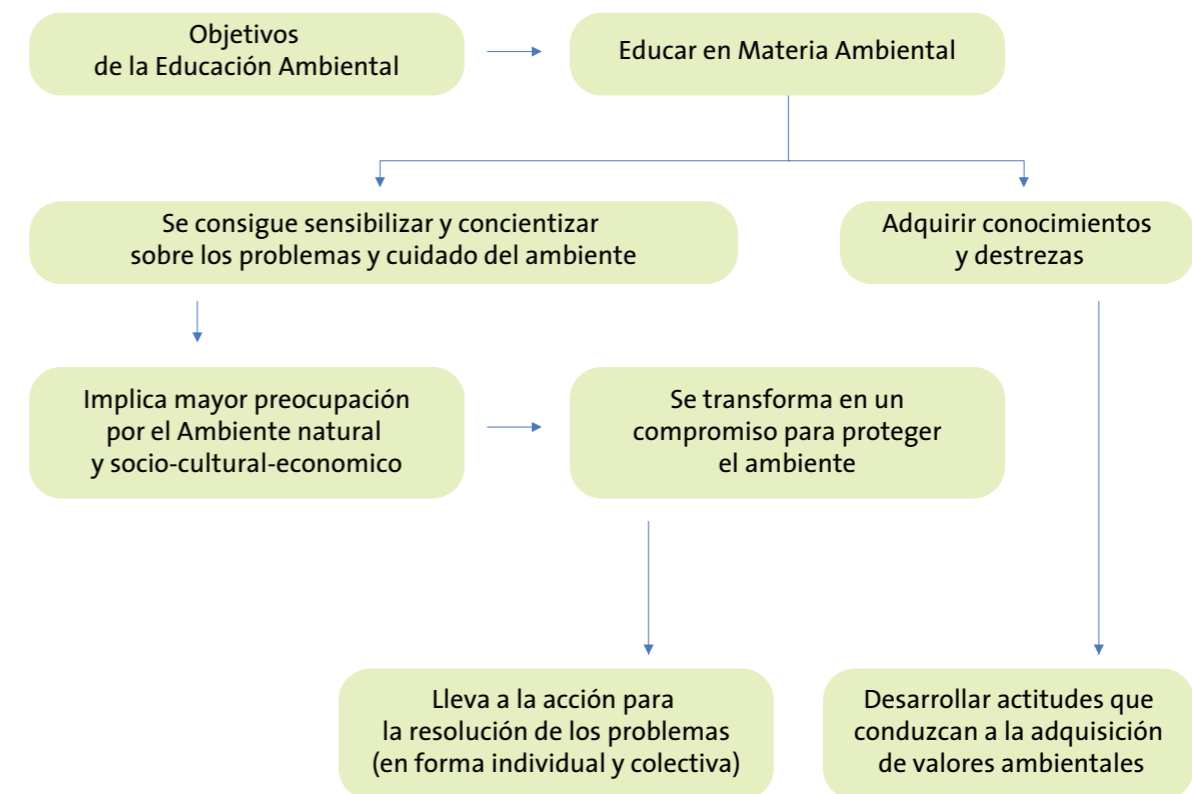 Objetivos
de la Educación Ambiental
Educar en Materia Ambiental
Se consigue sensibilizar y concientizar
sobre los problemas y cuidado del ambiente
Adquirir conocimientos
y destrezas
Implica mayor preocupación
por el Ambiente natural
y socio-cultural-economico
Se transforma en un
compromiso para proteger
el ambiente
Lleva a la acción para
la resolución de los problemas
(en forma individual y colectiva)
Desarrollar actitudes que
conduzcan a la adquisición
de valores ambientales